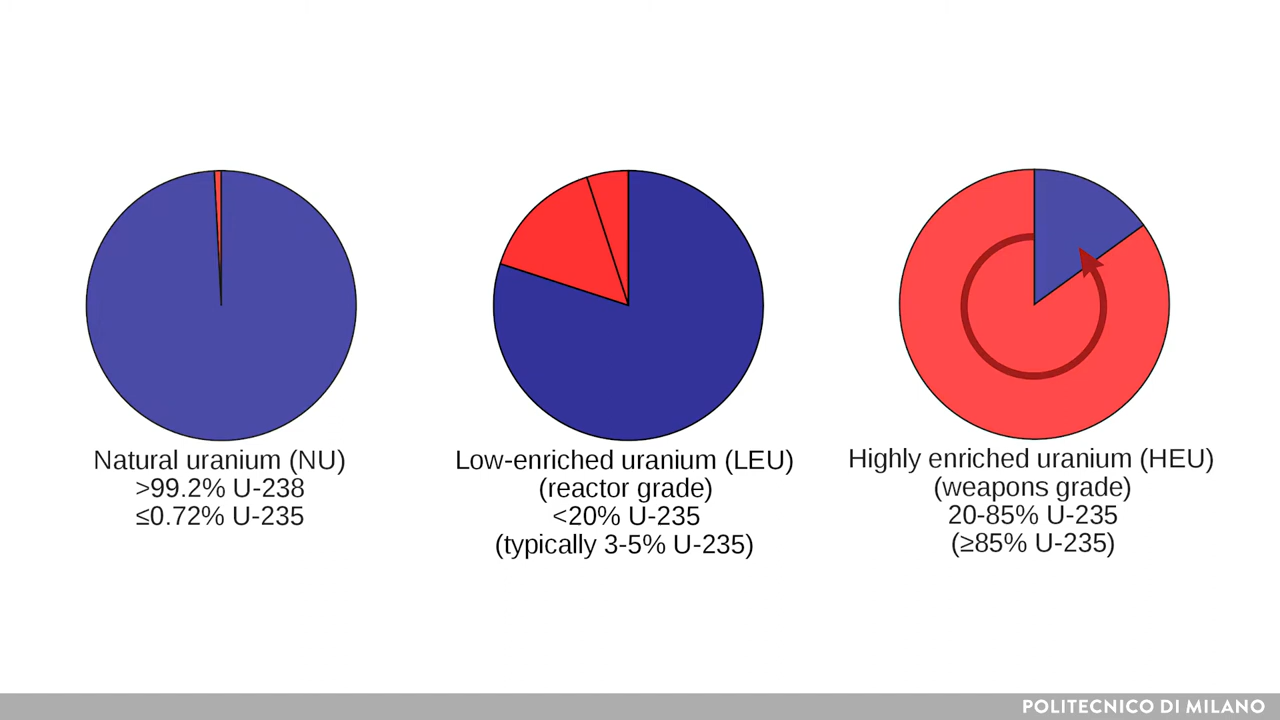 Natural uranium (NU)
>99.2% U-238
≤0.72% U-235
Low-enriched uranium (LEU)
(reactor grade)
<20% U-235
(typically 3-5% U-235)
Highly enriched uranium (HEU)
(weapons grade)
20-85% U-235
(≥85% U-235)
POLITECNICO DI MILANO